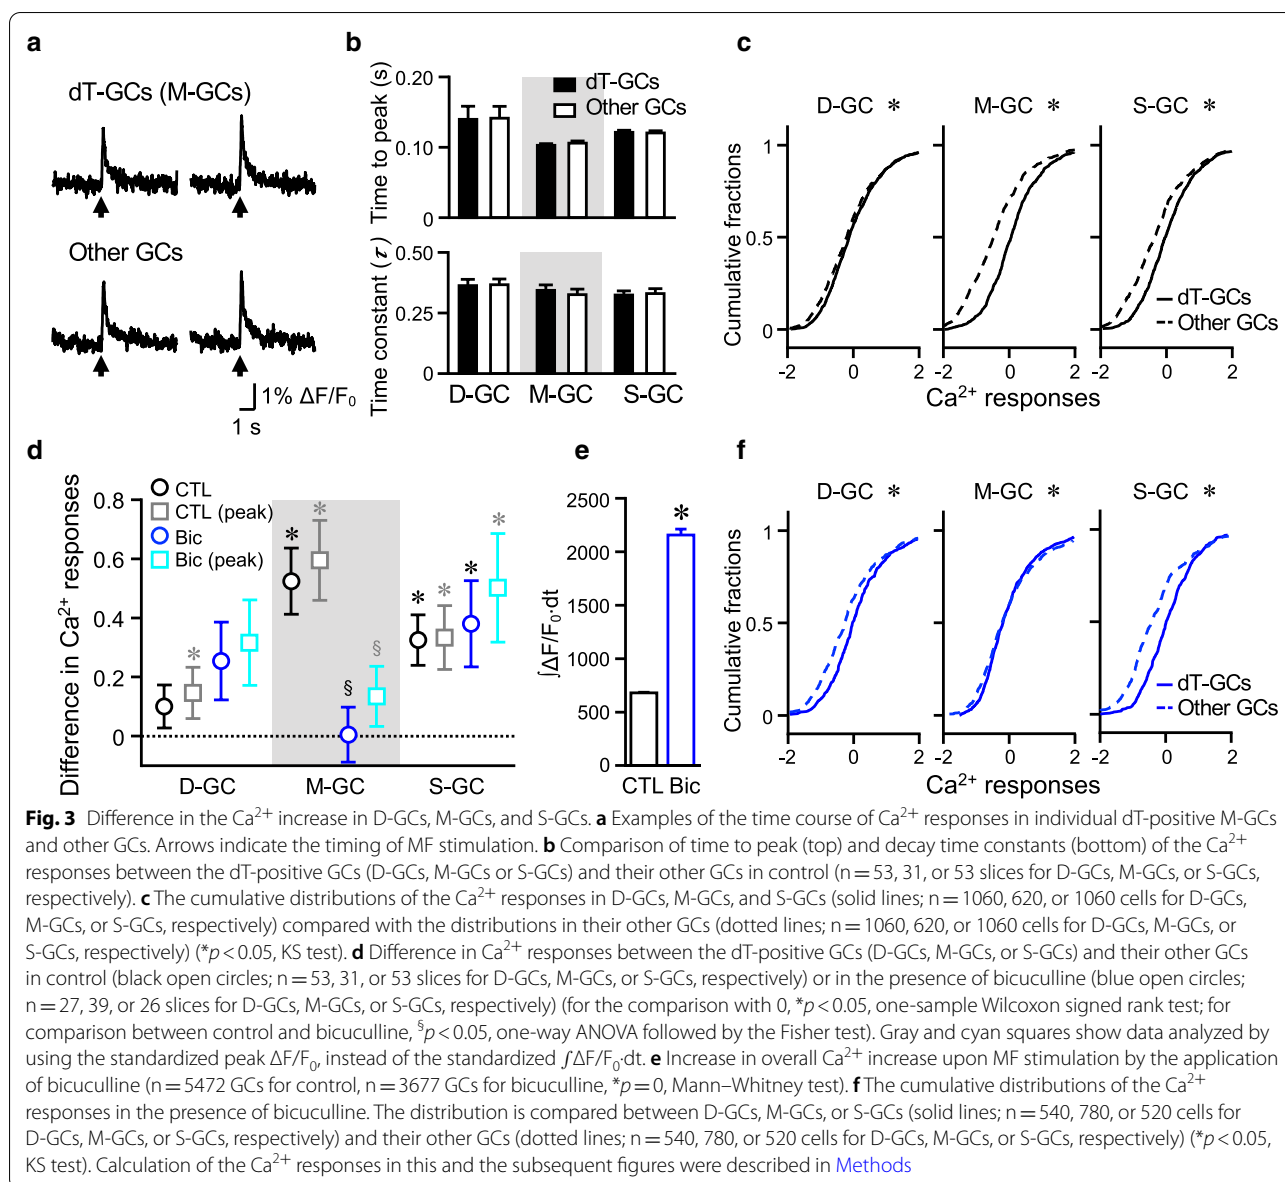 a
dT-GCs (M-GCs)
Other GCs
1% ΔF/F₀
1 s
b
Time to peak (s)
0.20
0.10
0
dT-GCs
Other GCs
Time constant (τ)
0.50
0.25
0
D-GC M-GC S-GC
c
D-GC * M-GC * S-GC *
Cumulative fractions
1
0.5
0
dT-GCs
Other GCs
-2 0 2 -2 0 2 -2 0 2
Ca²⁺ responses
d
Difference in Ca²⁺ responses
0.8
0.6
0.4
0.2
0
CTL
CTL (peak)
Bic
Bic (peak)
* * * * * * * § §
D-GC M-GC S-GC
e
∫ΔF/F₀·dt
2500
2000
1500
1000
500
0
*
CTL Bic
f
D-GC * M-GC * S-GC *
Cumulative fractions
1
0.5
0
dT-GCs
Other GCs
-2 0 2 -2 0 2 -2 0 2
Ca²⁺ responses
Fig. 3 Difference in the Ca²⁺ increase in D-GCs, M-GCs, and S-GCs. a Examples of the time course of Ca²⁺ responses in individual dT-positive M-GCs
and other GCs. Arrows indicate the timing of MF stimulation. b Comparison of time to peak (top) and decay time constants (bottom) of the Ca²⁺
responses between the dT-positive GCs (D-GCs, M-GCs or S-GCs) and their other GCs in control (n = 53, 31, or 53 slices for D-GCs, M-GCs, or S-GCs,
respectively). c The cumulative distributions of the Ca²⁺ responses in D-GCs, M-GCs, and S-GCs (solid lines; n = 1060, 620, or 1060 cells for D-GCs,
M-GCs, or S-GCs, respectively) compared with the distributions in their other GCs (dotted lines; n = 1060, 620, or 1060 cells for D-GCs, M-GCs, or
S-GCs, respectively) (*p < 0.05, KS test). d Difference in Ca²⁺ responses between the dT-positive GCs (D-GCs, M-GCs, or S-GCs) and their other GCs
in control (black open circles; n = 53, 31, or 53 slices for D-GCs, M-GCs, or S-GCs, respectively) or in the presence of bicuculline (blue open circles;
n = 27, 39, or 26 slices for D-GCs, M-GCs, or S-GCs, respectively) (for the comparison with 0, *p < 0.05, one-sample Wilcoxon signed rank test; for
comparison between control and bicuculline, §p < 0.05, one-way ANOVA followed by the Fisher test). Gray and cyan squares show data analyzed by
using the standardized peak ΔF/F₀, instead of the standardized ∫ΔF/F₀·dt. e Increase in overall Ca²⁺ increase upon MF stimulation by the application
of bicuculline (n = 5472 GCs for control, n = 3677 GCs for bicuculline, *p = 0, Mann–Whitney test). f The cumulative distributions of the Ca²⁺
responses in the presence of bicuculline. The distribution is compared between D-GCs, M-GCs, or S-GCs (solid lines; n = 540, 780, or 520 cells for
D-GCs, M-GCs, or S-GCs, respectively) and their other GCs (dotted lines; n = 540, 780, or 520 cells for D-GCs, M-GCs, or S-GCs, respectively) (*p < 0.05,
KS test). Calculation of the Ca²⁺ responses in this and the subsequent figures were described in Methods